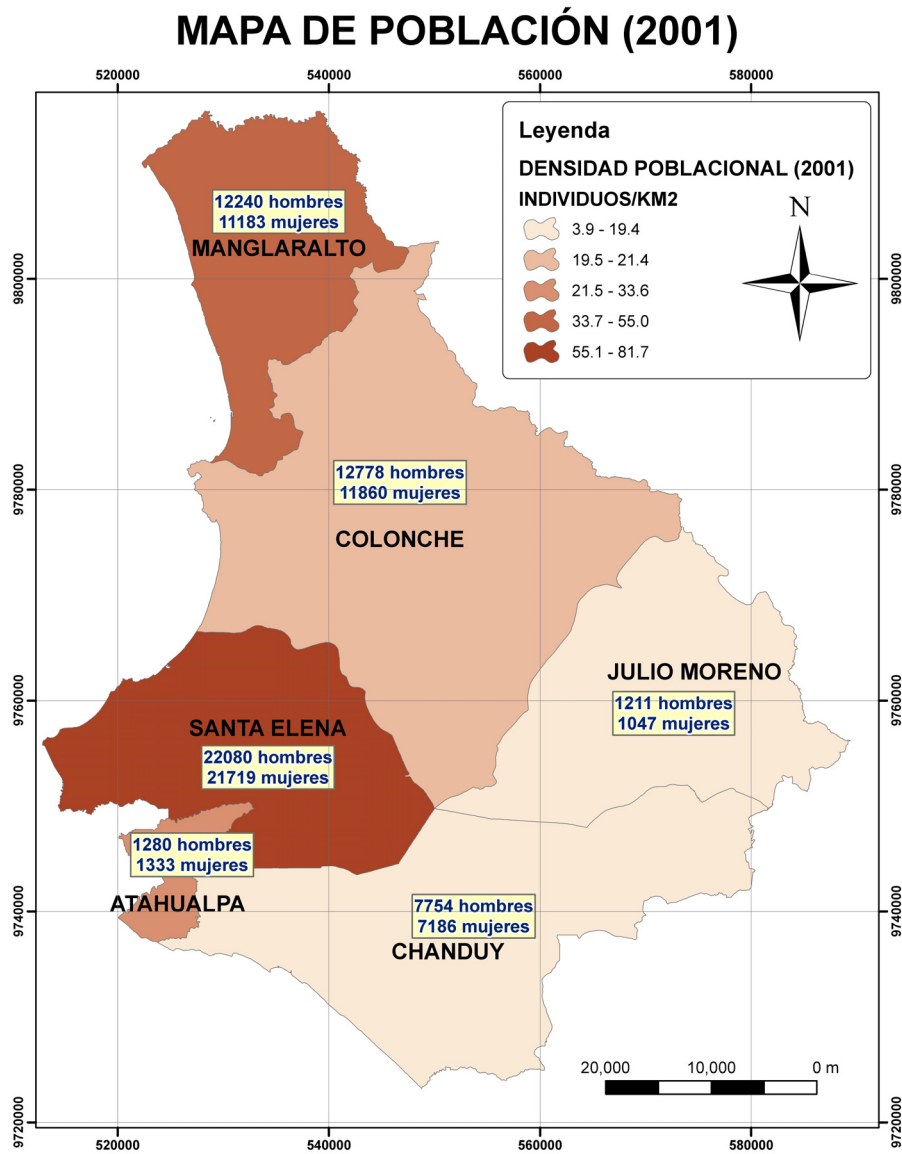 MAPA DE POBLACIÓN (2001)
520000 540000 560000 580000
Leyenda
DENSIDAD POBLACIONAL (2001)
INDIVIDUOS/KM2
3.9 - 19.4
19.5 - 21.4
21.5 - 33.6
33.7 - 55.0
55.1 - 81.7
N
12240 hombres
11183 mujeres
MANGLARALTO
9800000 9800000
12778 hombres
11860 mujeres
9780000 9780000
COLONCHE
JULIO MORENO
1211 hombres
1047 mujeres
9760000 9760000
SANTA ELENA
22080 hombres
21719 mujeres
1280 hombres
1333 mujeres
ATAHUALPA
7754 hombres
7186 mujeres
9740000 9740000
CHANDUY
20,000 10,000 0 m
9720000 9720000
520000 540000 560000 580000